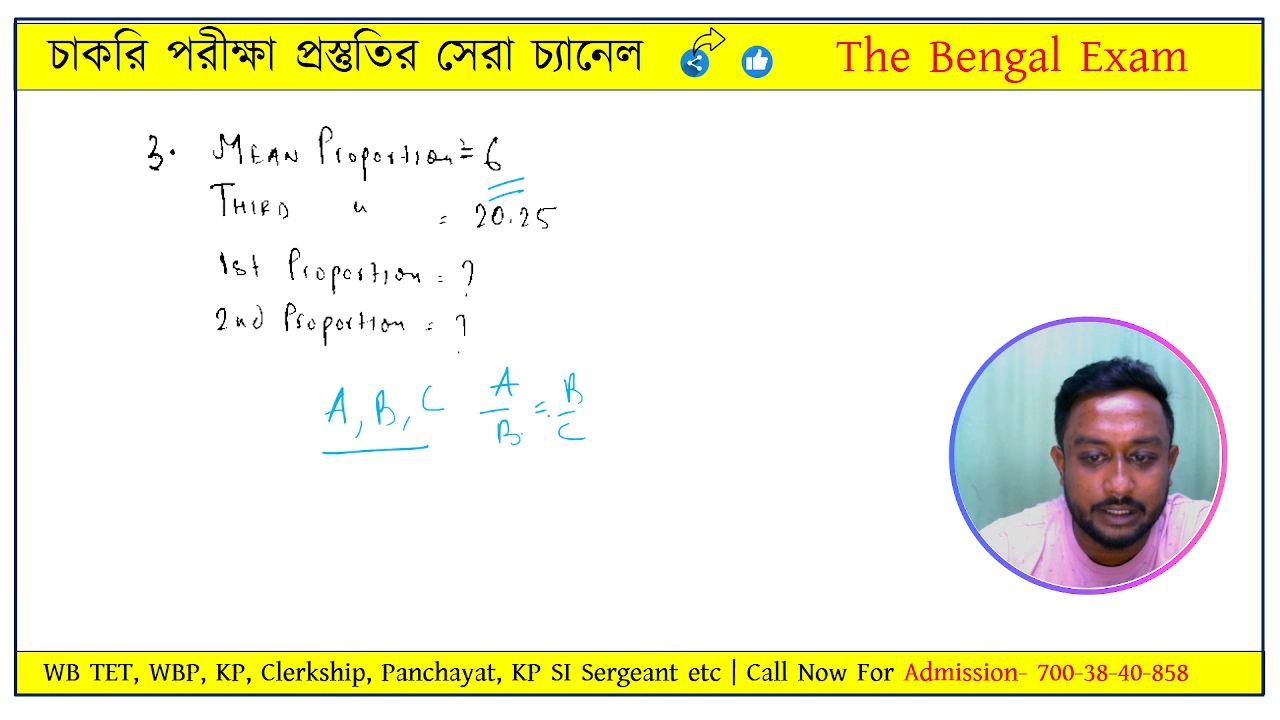 চাকরি পরীক্ষা প্রস্তুতির সেরা চ্যানেল The Bengal Exam
3. MEAN Proportion = 6
THIRD " = 20.25
1st Proportion = ?
2nd Proportion = ?
A, B, C A/B = B/C
WB TET, WBP, KP, Clerkship, Panchayat, KP SI Sergeant etc | Call Now For Admission- 700-38-40-858